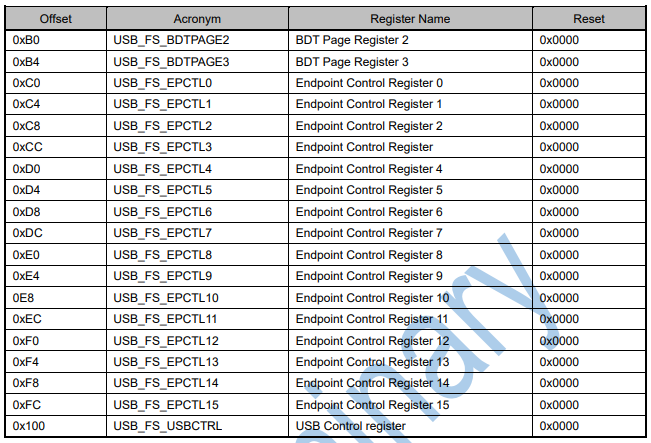 Offset Acronym Register Name Reset
0xB0 USB_FS_BDTPAGE2 BDT Page Register 2 0x0000
0xB4 USB_FS_BDTPAGE3 BDT Page Register 3 0x0000
0xC0 USB_FS_EPCTL0 Endpoint Control Register 0 0x0000
0xC4 USB_FS_EPCTL1 Endpoint Control Register 1 0x0000
0xC8 USB_FS_EPCTL2 Endpoint Control Register 2 0x0000
0xCC USB_FS_EPCTL3 Endpoint Control Register 0x0000
0xD0 USB_FS_EPCTL4 Endpoint Control Register 4 0x0000
0xD4 USB_FS_EPCTL5 Endpoint Control Register 5 0x0000
0xD8 USB_FS_EPCTL6 Endpoint Control Register 6 0x0000
0xDC USB_FS_EPCTL7 Endpoint Control Register 7 0x0000
0xE0 USB_FS_EPCTL8 Endpoint Control Register 8 0x0000
0xE4 USB_FS_EPCTL9 Endpoint Control Register 9 0x0000
0E8 USB_FS_EPCTL10 Endpoint Control Register 10 0x0000
0xEC USB_FS_EPCTL11 Endpoint Control Register 11 0x0000
0xF0 USB_FS_EPCTL12 Endpoint Control Register 12 0x0000
0xF4 USB_FS_EPCTL13 Endpoint Control Register 13 0x0000
0xF8 USB_FS_EPCTL14 Endpoint Control Register 14 0x0000
0xFC USB_FS_EPCTL15 Endpoint Control Register 15 0x0000
0x100 USB_FS_USBCTRL USB Control register 0x0000
inary